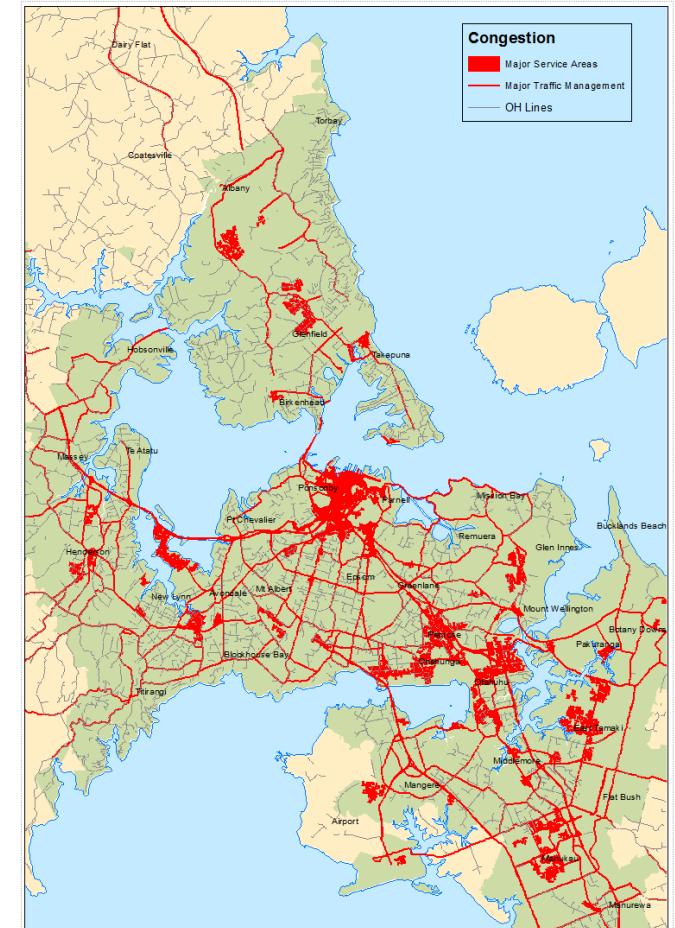 Congestion
Major Service Areas
Major Traffic Management
OH Lines
Dairy Flat
Torbay
Coatesville
Albany
Glenfield
Hobsonville
Takapuna
Birkenhead
Te Atatu
Massey
Ponsonby
Parnell
Mission Bay
Pt Chevalier
Bucklands Beach
Remuera
Glen Innes
Henderson
Epsom
Greenlane
Mt Albert
Avondale
New Lynn
Mount Wellington
Botany Downs
Penrose
Pakuranga
Blockhouse Bay
Onehunga
Otahuhu
Titirangi
East Tamaki
Middlemore
Mangere
Flat Bush
Airport
Manukau
Manurewa